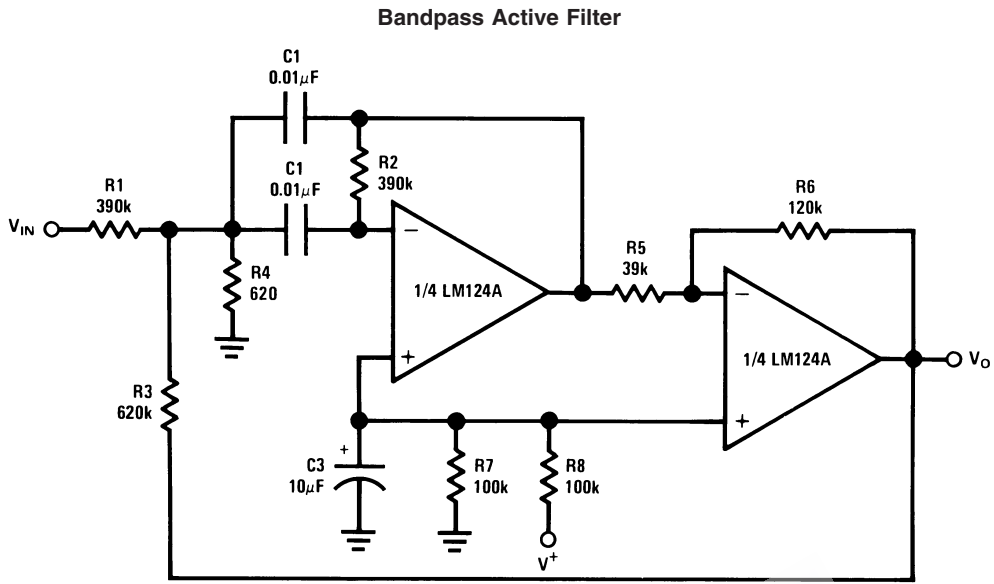 Bandpass Active Filter
C1
0.01μF
C1
0.01μF
R2
390k
R1
390k
VIN
R4
620
R3
620k
1/4 LM124A
−
+
R5
39k
R6
120k
−
+
1/4 LM124A
VO
+
C3
10μF
R7
100k
R8
100k
V+